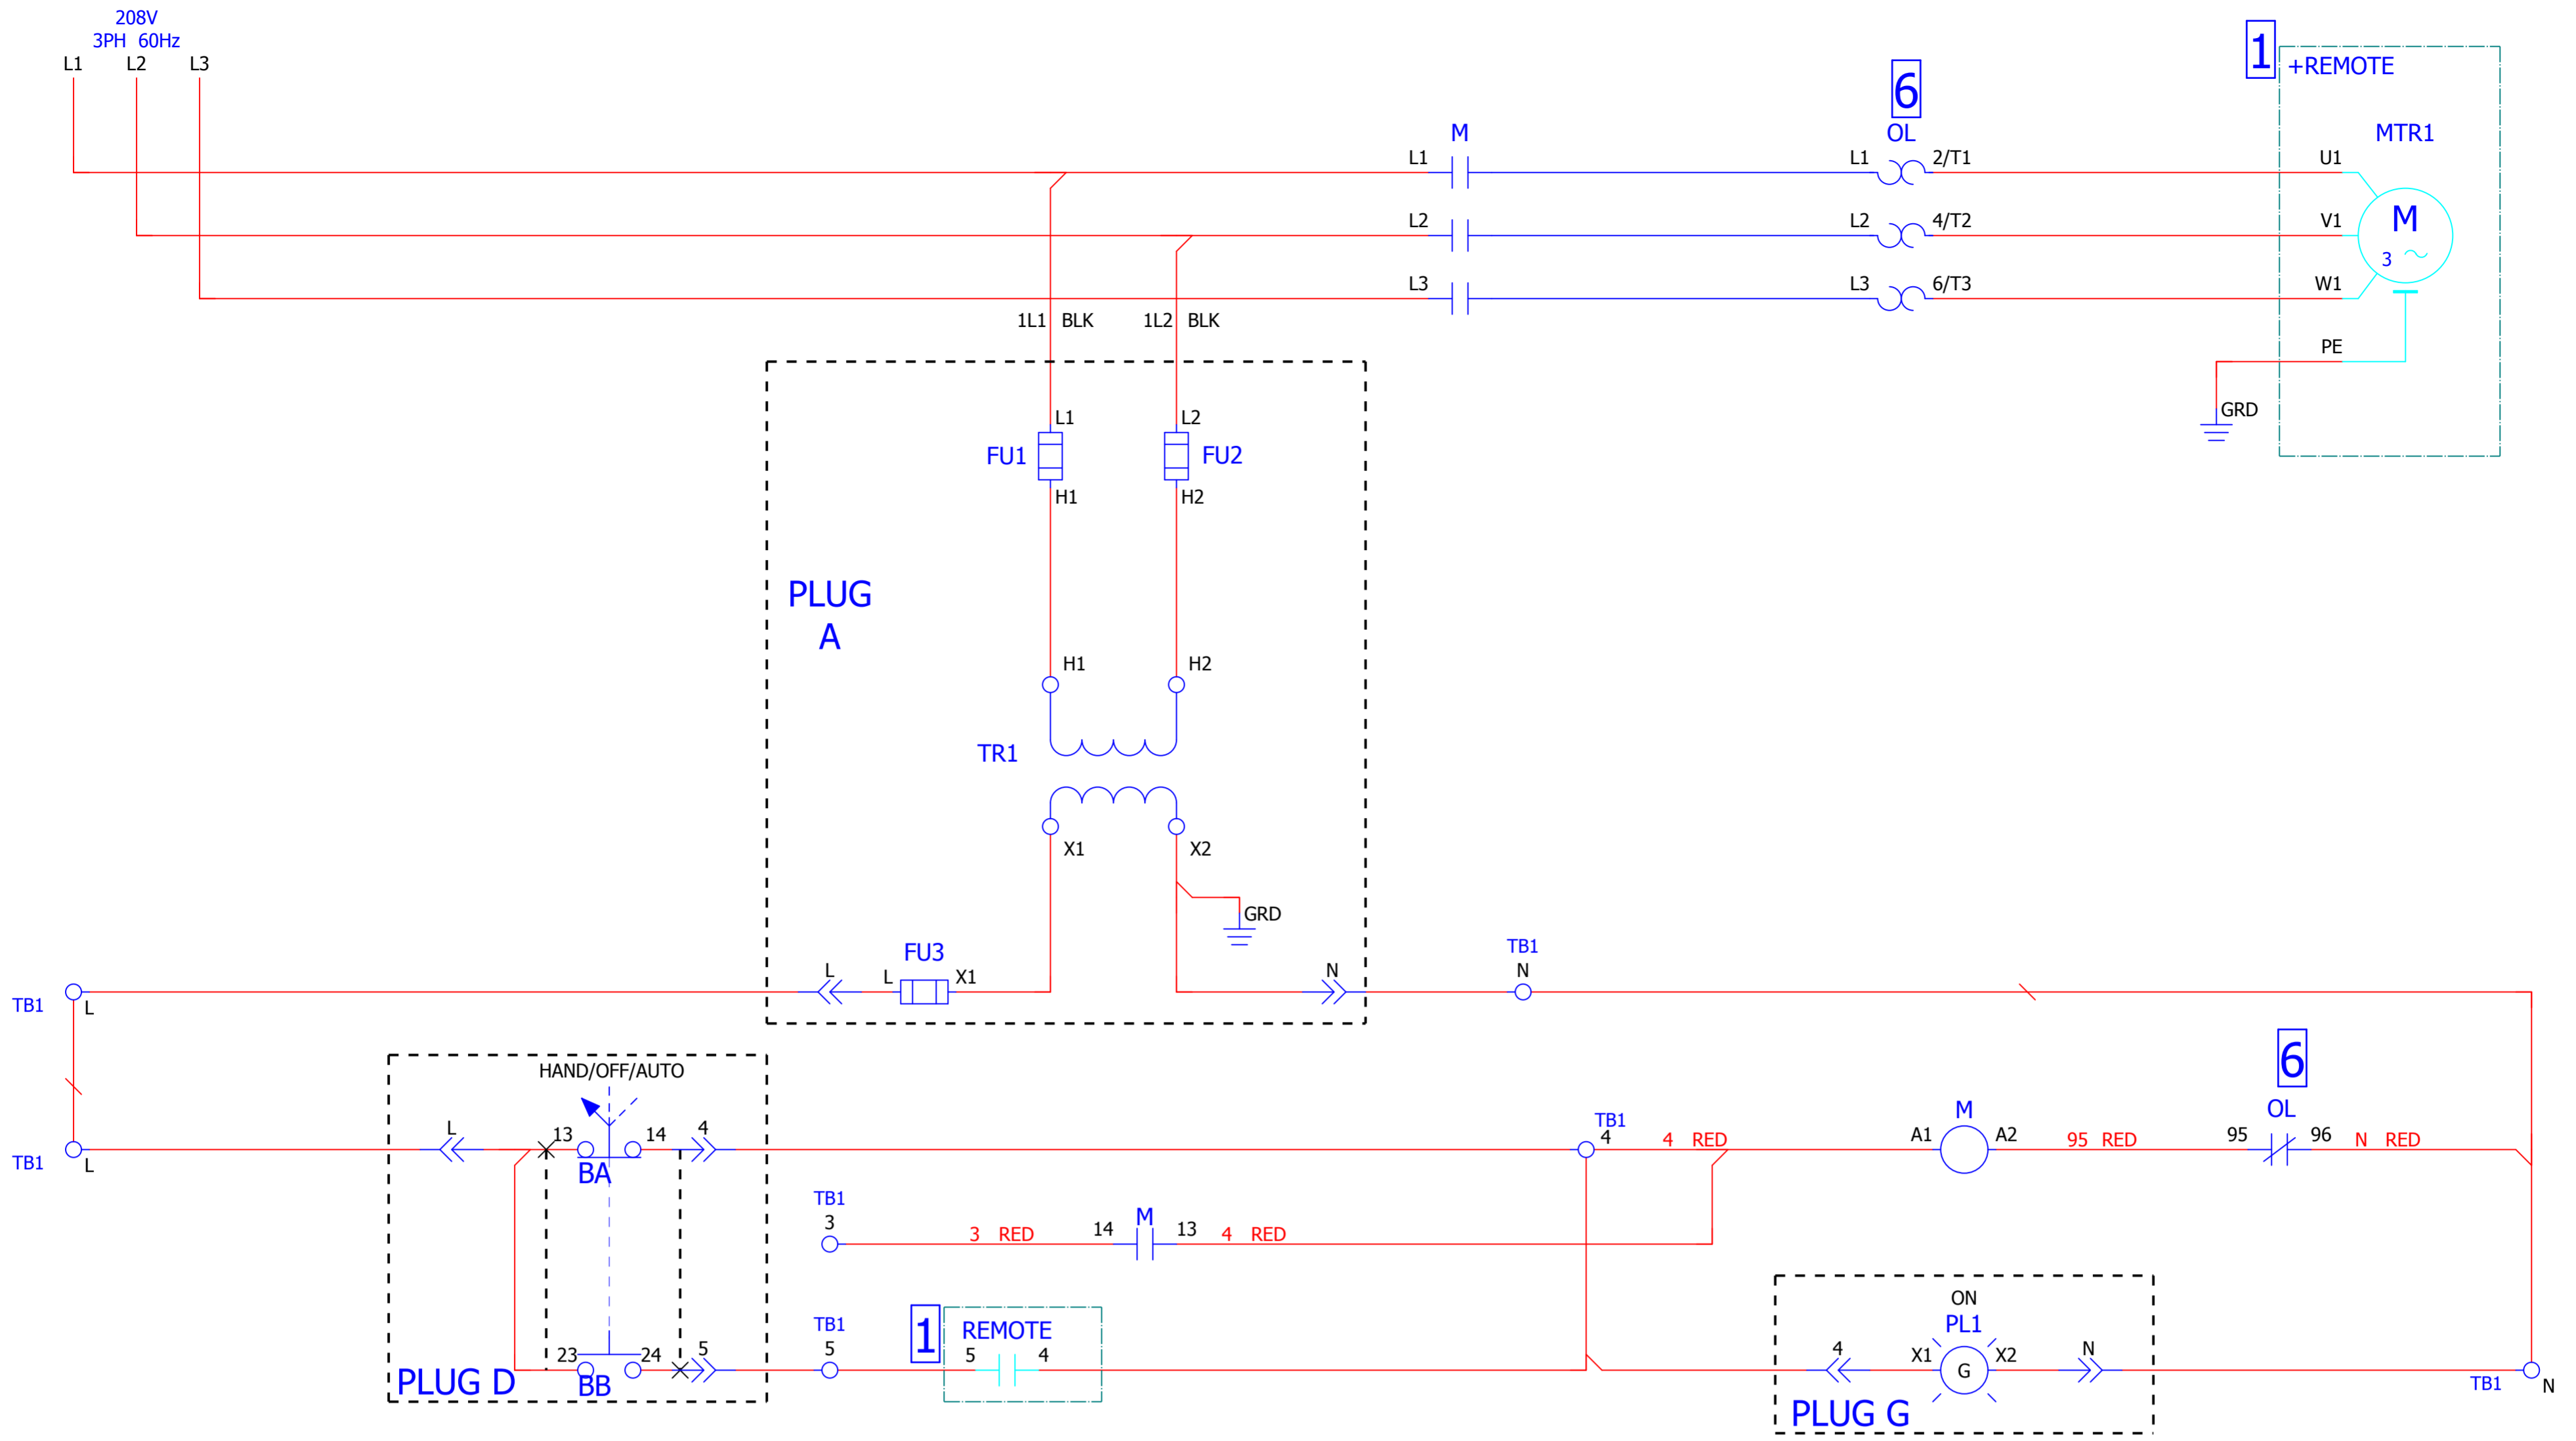 208V
3PH 60Hz
L1 L2 L3
1
+REMOTE
6
OL
M
MTR1
L1 L1 2/T1 U1
L2 L2 4/T2 V1
M
3
L3 L3 6/T3 W1
1L1 BLK 1L2 BLK
PE
GRD
L1 L2
FU1 FU2
H1 H2
PLUG
A
H1 H2
TR1
X1 X2
GRD
FU3
L L X1 N
TB1
N
TB1 L
HAND/OFF/AUTO
6
OL
L 13 14 4
BA
TB1
4
4 RED
M
A1 A2
95 RED
95 96
N RED
TB1 L
TB1
3
3 RED 14 M 13 4 RED
TB1
5
1
REMOTE
5 4
23 24 5
BB
PLUG D
ON
PL1
4 X1 G X2 N
PLUG G
TB1 N